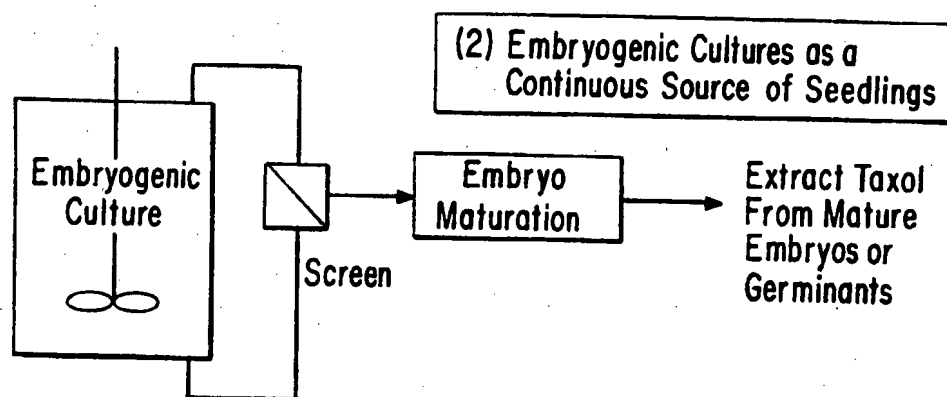 (2) Embryogenic Cultures as a
Continuous Source of Seedlings
Embryogenic
Culture
Screen
Embryo
Maturation
Extract Taxol
From Mature
Embryos or
Germinants